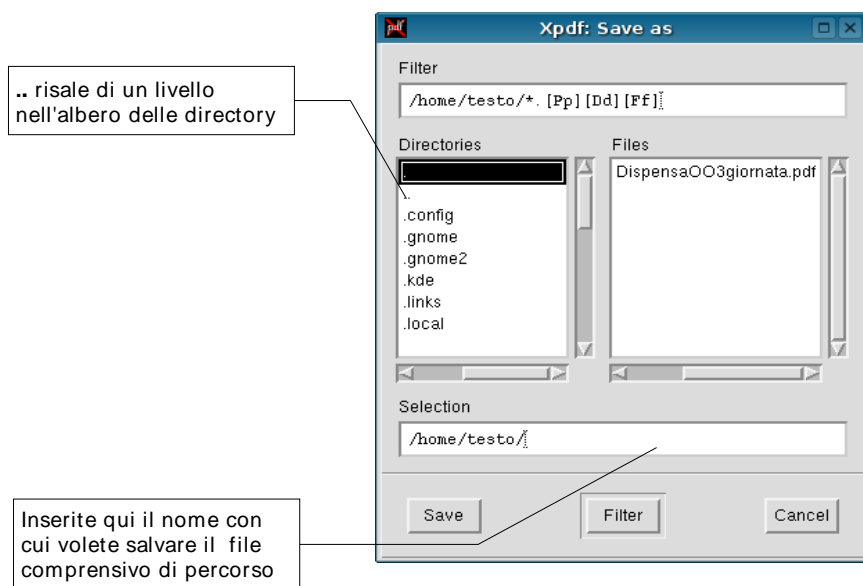 pdf
Xpdf: Save as
.. risale di un livello
nell'albero delle directory
Filter
/home/testo/*.[Pp][Dd][Ff]
Directories
Files
.
..
.config
.gnome
.gnome2
.kde
.links
.local
DispensaOO3giornata.pdf
Selection
/home/testo/
Inserite qui il nome con
cui volete salvare il file
comprensivo di percorso
Save
Filter
Cancel